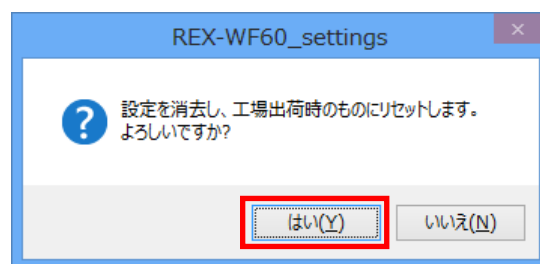 REX-WF60_settings
設定を消去し、工場出荷時のものにリセットします。
よろしいですか?
はい(Y) いいえ(N)